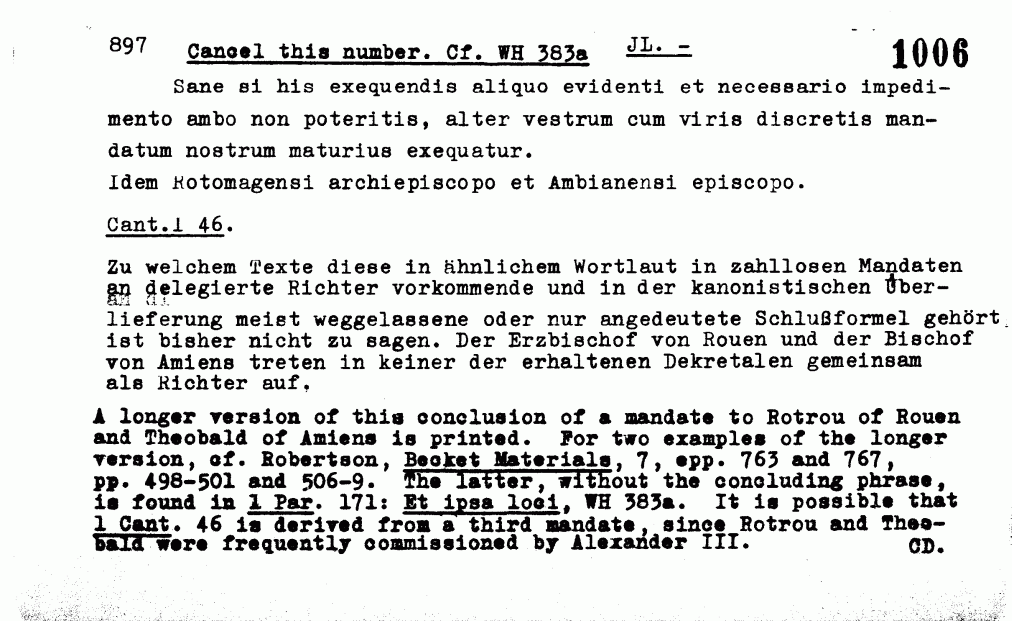 897 Cancel this number. Cf. WH 383a JL. - 1006
Sane si his exequendis aliquo evidenti et necessario impedi-
mento ambo non poteritis, alter vestrum cum viris discretis man-
datum nostrum maturius exequatur.
Idem Rotomagensi archiepiscopo et Ambianensi episcopo.
Cant.1 46.
Zu welchem Texte diese in ähnlichem Wortlaut in zahllosen Mandaten
an delegierte Richter vorkommende und in der kanonistischen Über-
lieferung meist weggelassene oder nur angedeutete Schlußformel gehört
ist bisher nicht zu sagen. Der Erzbischof von Rouen und der Bischof
von Amiens treten in keiner der erhaltenen Dekretalen gemeinsam
als Richter auf.
A longer version of this conclusion of a mandate to Rotrou of Rouen
and Theobald of Amiens is printed. For two examples of the longer
version, cf. Robertson, Becket Materials, 7, epp. 763 and 767,
pp. 498-501 and 506-9. The latter, without the concluding phrase,
is found in 1 Par. 171: Et ipsa loci, WH 383a. It is possible that
1 Cant. 46 is derived from a third mandate, since Rotrou and Theo-
bald were frequently commissioned by Alexander III. CD.